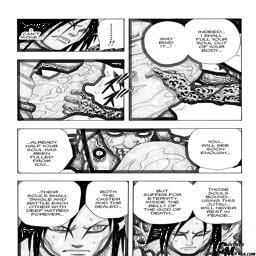 INDEED...
I SHALL
PULL YOUR
SOUL OUT
OF YOUR
BODY...
AND
BIND
IT...
I
CAN'T
MOVE...!
YOU...
WILL SEE
SOON
ENOUGH...
...ALREADY
HALF YOUR
SOUL HAS
BEEN
PULLED
FROM
YOU...
BOTH
THE
CASTER
AND THE
SEALED...
...THEIR
SOULS SHALL
TANGLE AND
BATTLE EACH
OTHER WITH
DEEP HATRED
FOREVER...
THOSE
SOULS
BOUND
USING THIS
JUTSU...
WILL NEVER
REST IN
PEACE...
BUT
SUFFER FOR
ETERNITY
INSIDE THE
BELLY OF
THE GOD OF
DEATH...